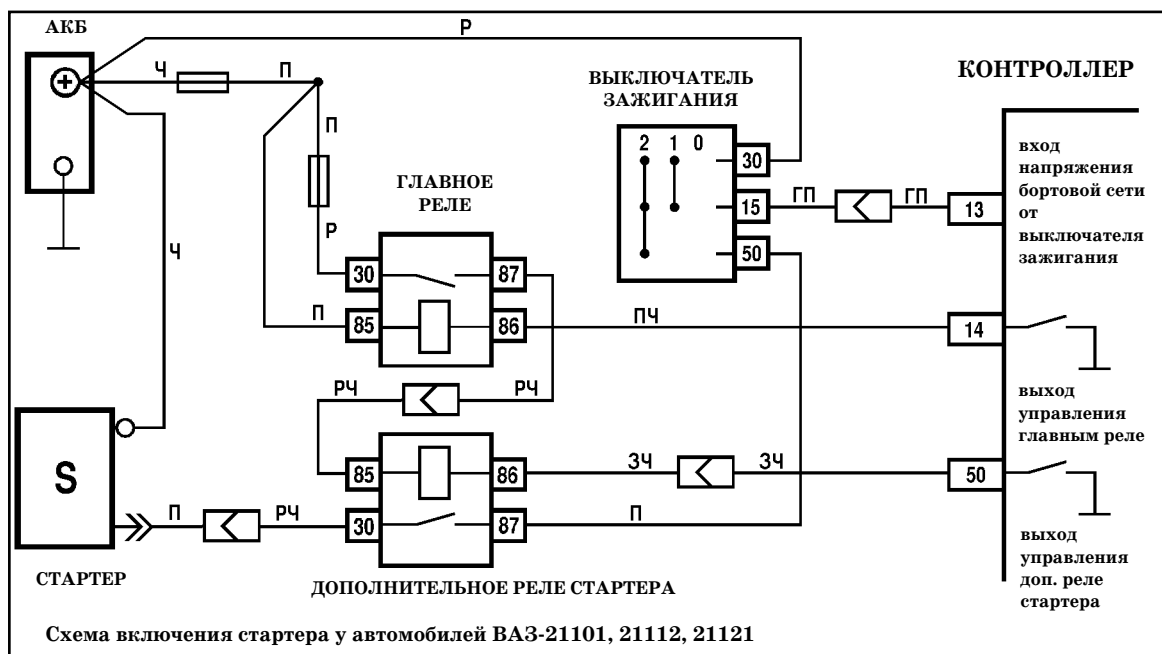 АКБ
Р
Ч
П
ВЫКЛЮЧАТЕЛЬ
ЗАЖИГАНИЯ
КОНТРОЛЛЕР
П
2 1 0
30
ГЛАВНОЕ
РЕЛЕ
15
ГП
ГП
13
вход
напряжения
бортовой сети
от
выключателя
зажигания
Ч
Р
50
30
87
П
85
86
ПЧ
14
РЧ
РЧ
выход
управления
главным реле
S
85
86
ЗЧ
ЗЧ
50
П
РЧ
30
87
П
выход
управления
доп. реле
стартера
СТАРТЕР
ДОПОЛНИТЕЛЬНОЕ РЕЛЕ СТАРТЕРА
Схема включения стартера у автомобилей ВАЗ-21101, 21112, 21121